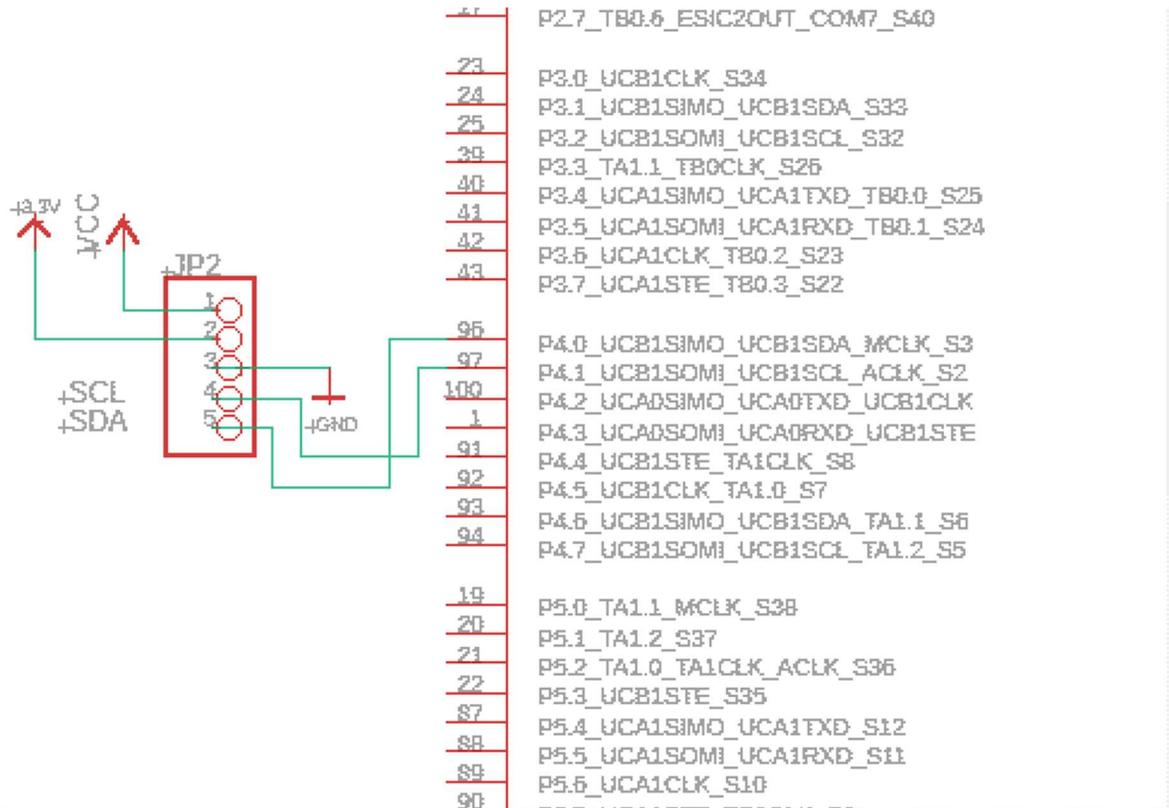 P2.7_TB0.6_ESIC2OUT_COM7_S40
23 P3.0_UCB1CLK_S34
24 P3.1_UCB1SIMO_UCB1SDA_S33
25 P3.2_UCB1SOMI_UCB1SCL_S32
39 P3.3_TA1.1_TB0CLK_S26
40 P3.4_UCA1SIMO_UCA1TXD_TB0.0_S25
41 P3.5_UCA1SOMI_UCA1RXD_TB0.1_S24
42 P3.6_UCA1CLK_TB0.2_S23
43 P3.7_UCA1STE_TB0.3_S22
+3.3V
VCC
JP2
1
2
3
4
5
SCL
SDA
GND
96 P4.0_UCB1SIMO_UCB1SDA_MCLK_S3
97 P4.1_UCB1SOMI_UCB1SCL_ACLK_S2
100 P4.2_UCA0SIMO_UCA0TXD_UCB1CLK
1 P4.3_UCA0SOMI_UCA0RXD_UCB1STE
91 P4.4_UCB1STE_TA1CLK_S8
92 P4.5_UCB1CLK_TA1.0_S7
93 P4.6_UCB1SIMO_UCB1SDA_TA1.1_S6
94 P4.7_UCB1SOMI_UCB1SCL_TA1.2_S5
19 P5.0_TA1.1_MCLK_S38
20 P5.1_TA1.2_S37
21 P5.2_TA1.0_TA1CLK_ACLK_S36
22 P5.3_UCB1STE_S35
87 P5.4_UCA1SIMO_UCA1TXD_S12
88 P5.5_UCA1SOMI_UCA1RXD_S11
89 P5.6_UCA1CLK_S10
90